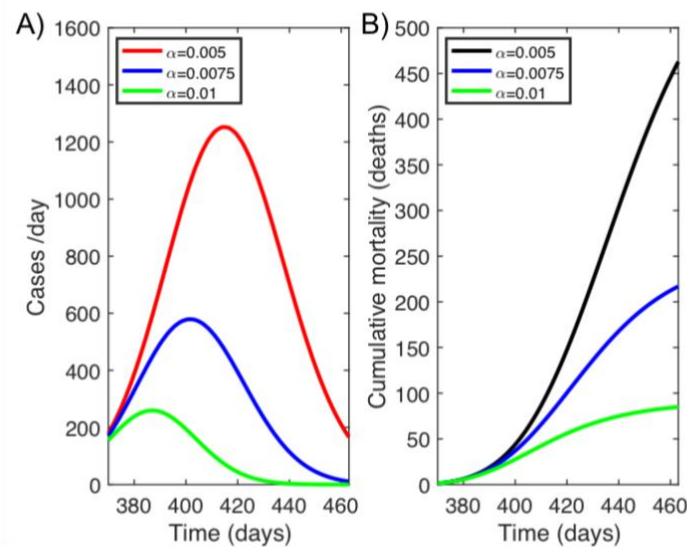 A)
1600
1400
1200
1000
800
600
400
200
0
Cases /day
α=0.005
α=0.0075
α=0.01
380
400
420
440
460
Time (days)
B)
500
450
400
350
300
250
200
150
100
50
0
Cumulative mortality (deaths)
α=0.005
α=0.0075
α=0.01
380
400
420
440
460
Time (days)